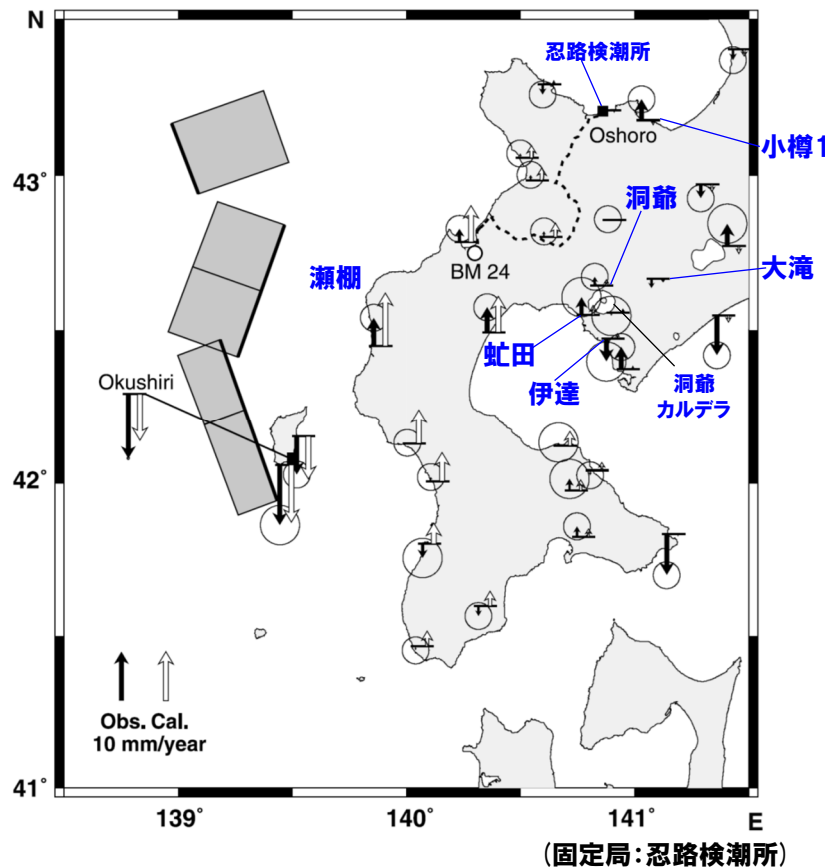 N
忍路検潮所
Oshoro
小樽1
43°
洞爺
瀬棚
BM 24
大滝
虻田
伊達
洞爺
カルデラ
Okushiri
42°
Obs. Cal.
10 mm/year
41°
139°
140°
141°
E
(固定局:忍路検潮所)